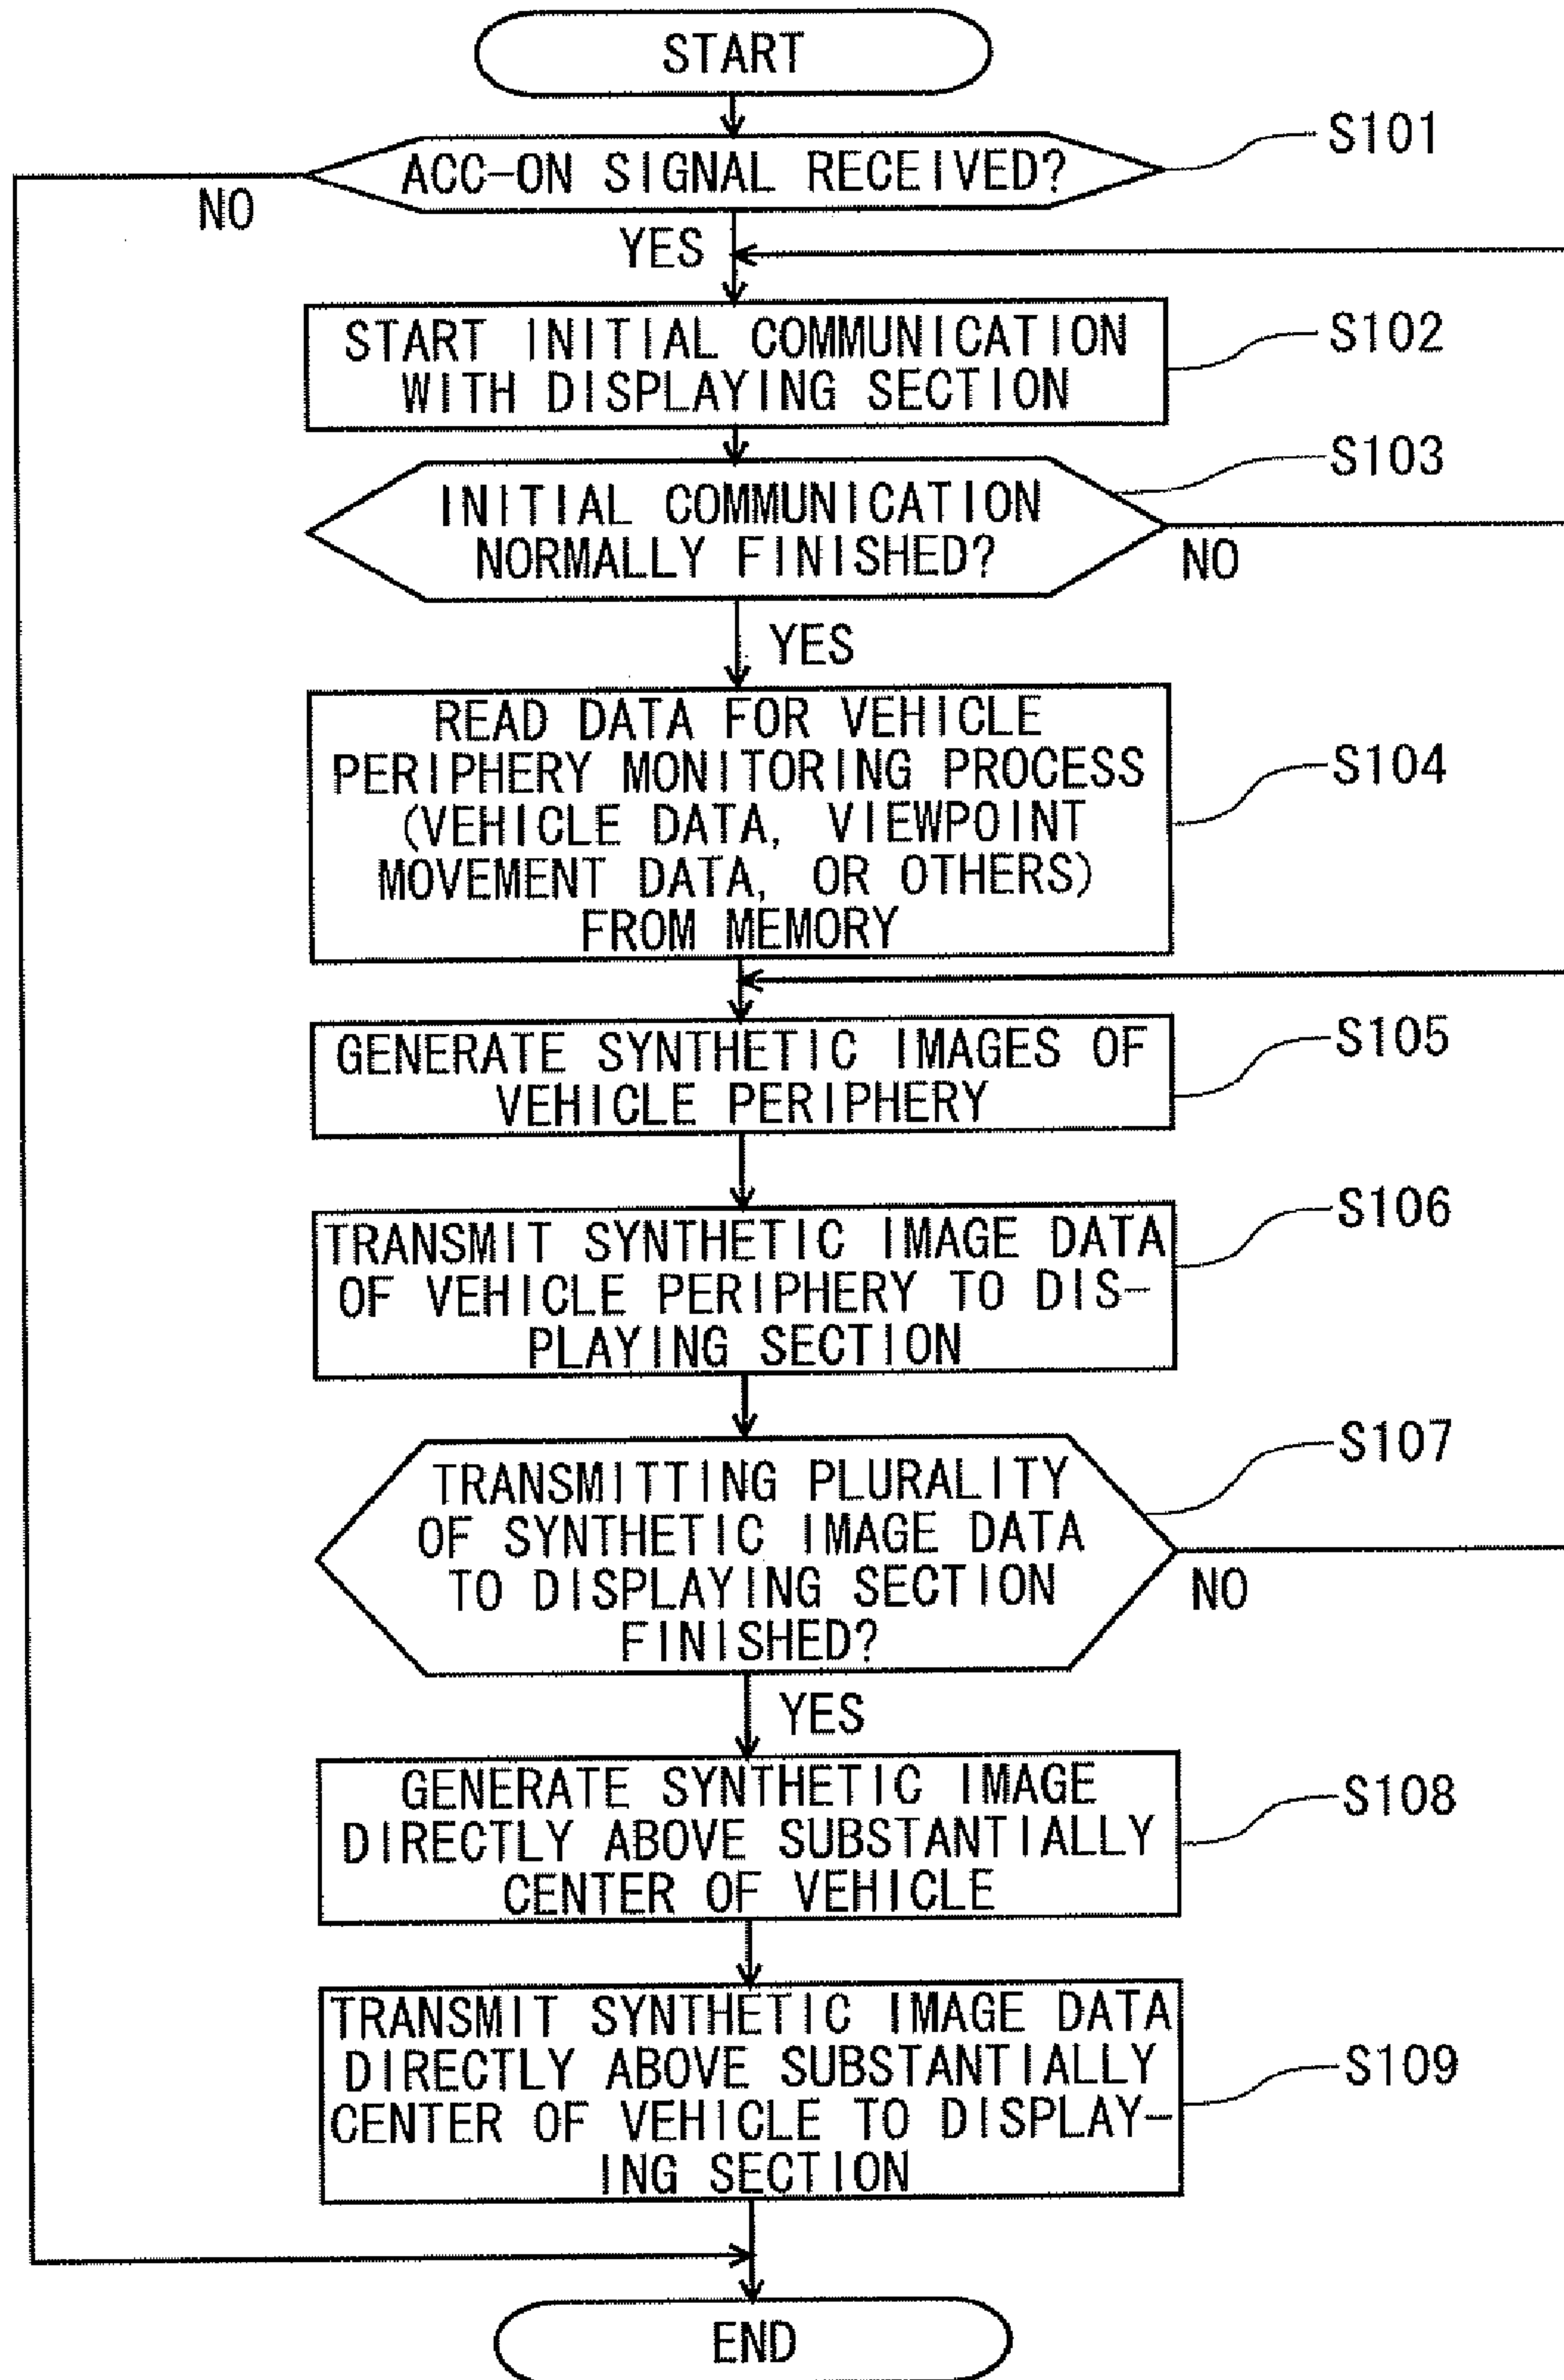 START
S101
ACC-ON SIGNAL RECEIVED?
NO
YES
S102
START INITIAL COMMUNICATION
WITH DISPLAYING SECTION
S103
INITIAL COMMUNICATION
NORMALLY FINISHED?
NO
YES
READ DATA FOR VEHICLE
PERIPHERY MONITORING PROCESS
S104
(VEHICLE DATA, VIEWPOINT
MOVEMENT DATA, OR OTHERS)
FROM MEMORY
S105
GENERATE SYNTHETIC IMAGES OF
VEHICLE PERIPHERY
S106
TRANSMIT SYNTHETIC IMAGE DATA
OF VEHICLE PERIPHERY TO DIS-
PLAYING SECTION
S107
TRANSMITTING PLURALITY
OF SYNTHETIC IMAGE DATA
TO DISPLAYING SECTION
FINISHED?
NO
YES
GENERATE SYNTHETIC IMAGE
S108
DIRECTLY ABOVE SUBSTANTIALLY
CENTER OF VEHICLE
TRANSMIT SYNTHETIC IMAGE DATA
DIRECTLY ABOVE SUBSTANTIALLY
S109
CENTER OF VEHICLE TO DISPLAY-
ING SECTION
END